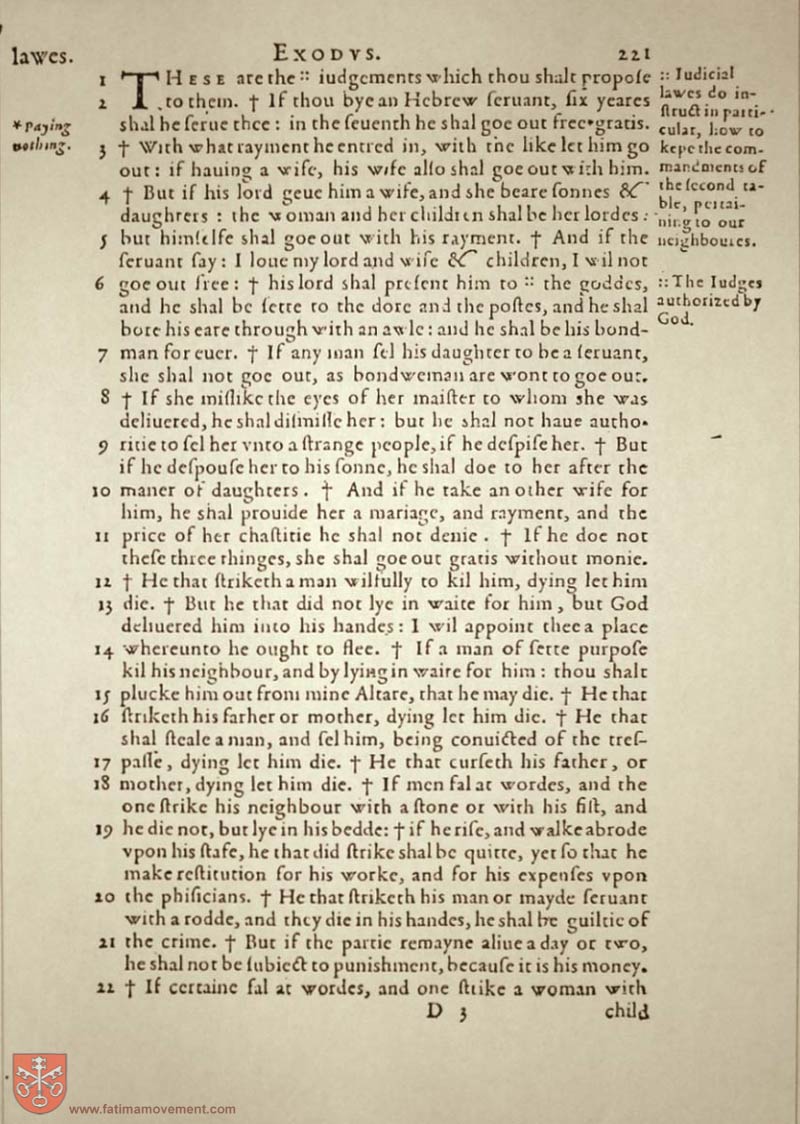 lawes.
EXODVS.
221
1 THESE are the :: iudgements which thou shalt propose
2 to them. † If thou bye an Hebrew seruant, six yeares
shal he serue thee : in the seuenth he shal goe out free*gratis.
3 † With what rayment he entred in, with the like let him go
out : if hauing a wife, his wife also shal goe out with him.
4 † But if his lord geue him a wife, and she beare sonnes &
daughters : the woman and her children shal be her lordes :
5 but himselfe shal goe out with his rayment. † And if the
seruant say : I loue my lord and wife & children, I wil not
6 goe out free : † his lord shal present him to :: the goddes,
and he shal be sette to the dore and the postes, and he shal
bore his eare through with an awle : and he shal be his bond-
7 man for euer. † If any man sel his daughter to be a seruant,
she shal not goe out, as bondwemen are wont to goe out.
8 † If she mislike the eyes of her maister to whom she was
deliuered, he shal dismisse her : but he shal not haue autho-
9 ritie to sel her vnto a strange people, if he despise her. † But
if he despouse her to his sonne, he shal doe to her after the
10 maner of daughters. † And if he take an other wife for
him, he shal prouide her a mariage, and rayment, and the
11 price of her chastitie he shal not denie. † If he doe not
these three thinges, she shal goe out gratis without monie.
12 † He that striketh a man wilfully to kil him, dying let him
13 die. † But he that did not lye in waite for him, but God
deliuered him into his handes : I wil appoint thee a place
14 whereunto he ought to flee. † If a man of sette purpose
kil his neighbour, and by lying in waite for him : thou shalt
15 plucke him out from mine Altare, that he may die. † He that
16 striketh his father or mother, dying let him die. † He that
shal steale a man, and sel him, being conuicted of the tres-
17 passe, dying let him die. † He that curseth his father, or
18 mother, dying let him die. † If men fal at wordes, and the
one strike his neighbour with a stone or with his fist, and
19 he die not, but lye in his bedde: † if he rise, and walke abrode
vpon his stafe, he that did strike shal be quitte, yet so that he
make restitution for his worke, and for his expenses vpon
20 the phisicians. † He that striketh his man or mayde seruant
with a rodde, and they die in his handes, he shal be guiltie of
21 the crime. † But if the partie remayne aliue a day or two,
he shal not be subiect to punishment, because it is his money.
22 † If certaine fal at wordes, and one strike a woman with
D 3
child
*paying
nothing.
:: Iudicial
lawes do in-
struct in parti-
cular, how to
kepe the com-
mandments of
the second ta-
ble, pertai-
ning to our
neighboures.
:: The Iudges
authorized by
God.
www.fatimamovement.com